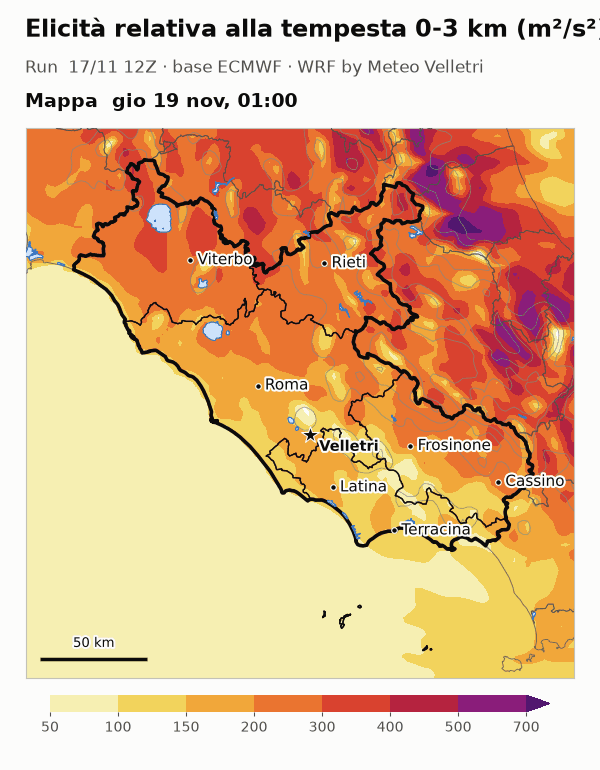 Elicità relativa alla tempesta 0-3 km (m²/s²)
Run  17/11 12Z · base ECMWF · WRF by Meteo Velletri
Mappa  gio 19 nov, 01:00
Viterbo
Rieti
Roma
Velletri
Frosinone
Cassino
Latina
Terracina
50 km
50 100 150 200 300 400 500 700